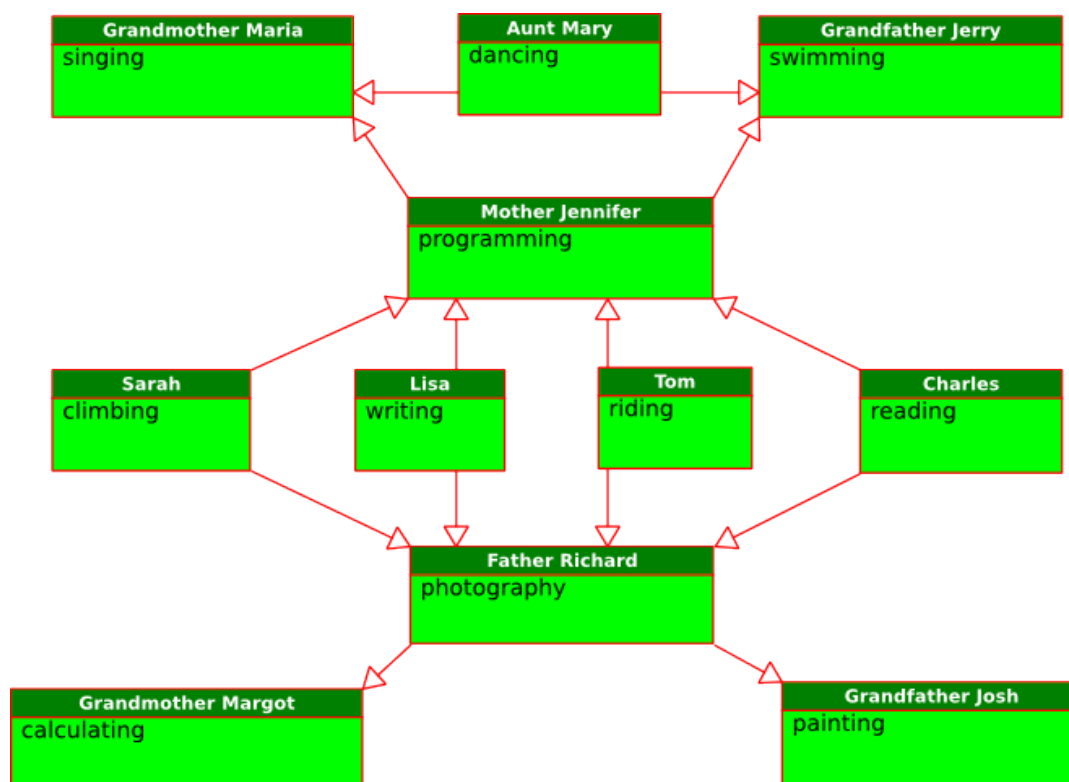 Grandmother Maria
singing
Aunt Mary
dancing
Grandfather Jerry
swimming
Mother Jennifer
programming
Sarah
climbing
Lisa
writing
Tom
riding
Charles
reading
Father Richard
photography
Grandmother Margot
calculating
Grandfather Josh
painting